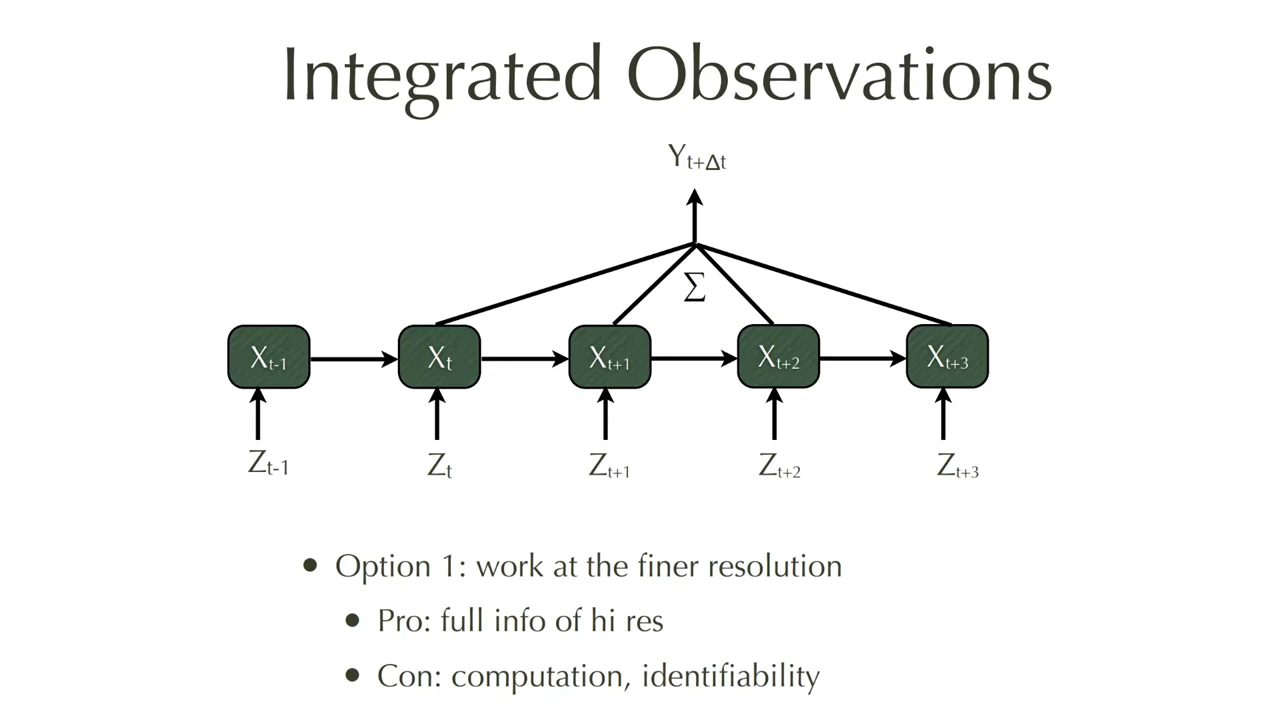 Integrated Observations
Yt+Δt
Σ
Xt-1 Xt Xt+1 Xt+2 Xt+3
Zt-1 Zt Zt+1 Zt+2 Zt+3
• Option 1: work at the finer resolution
• Pro: full info of hi res
• Con: computation, identifiability